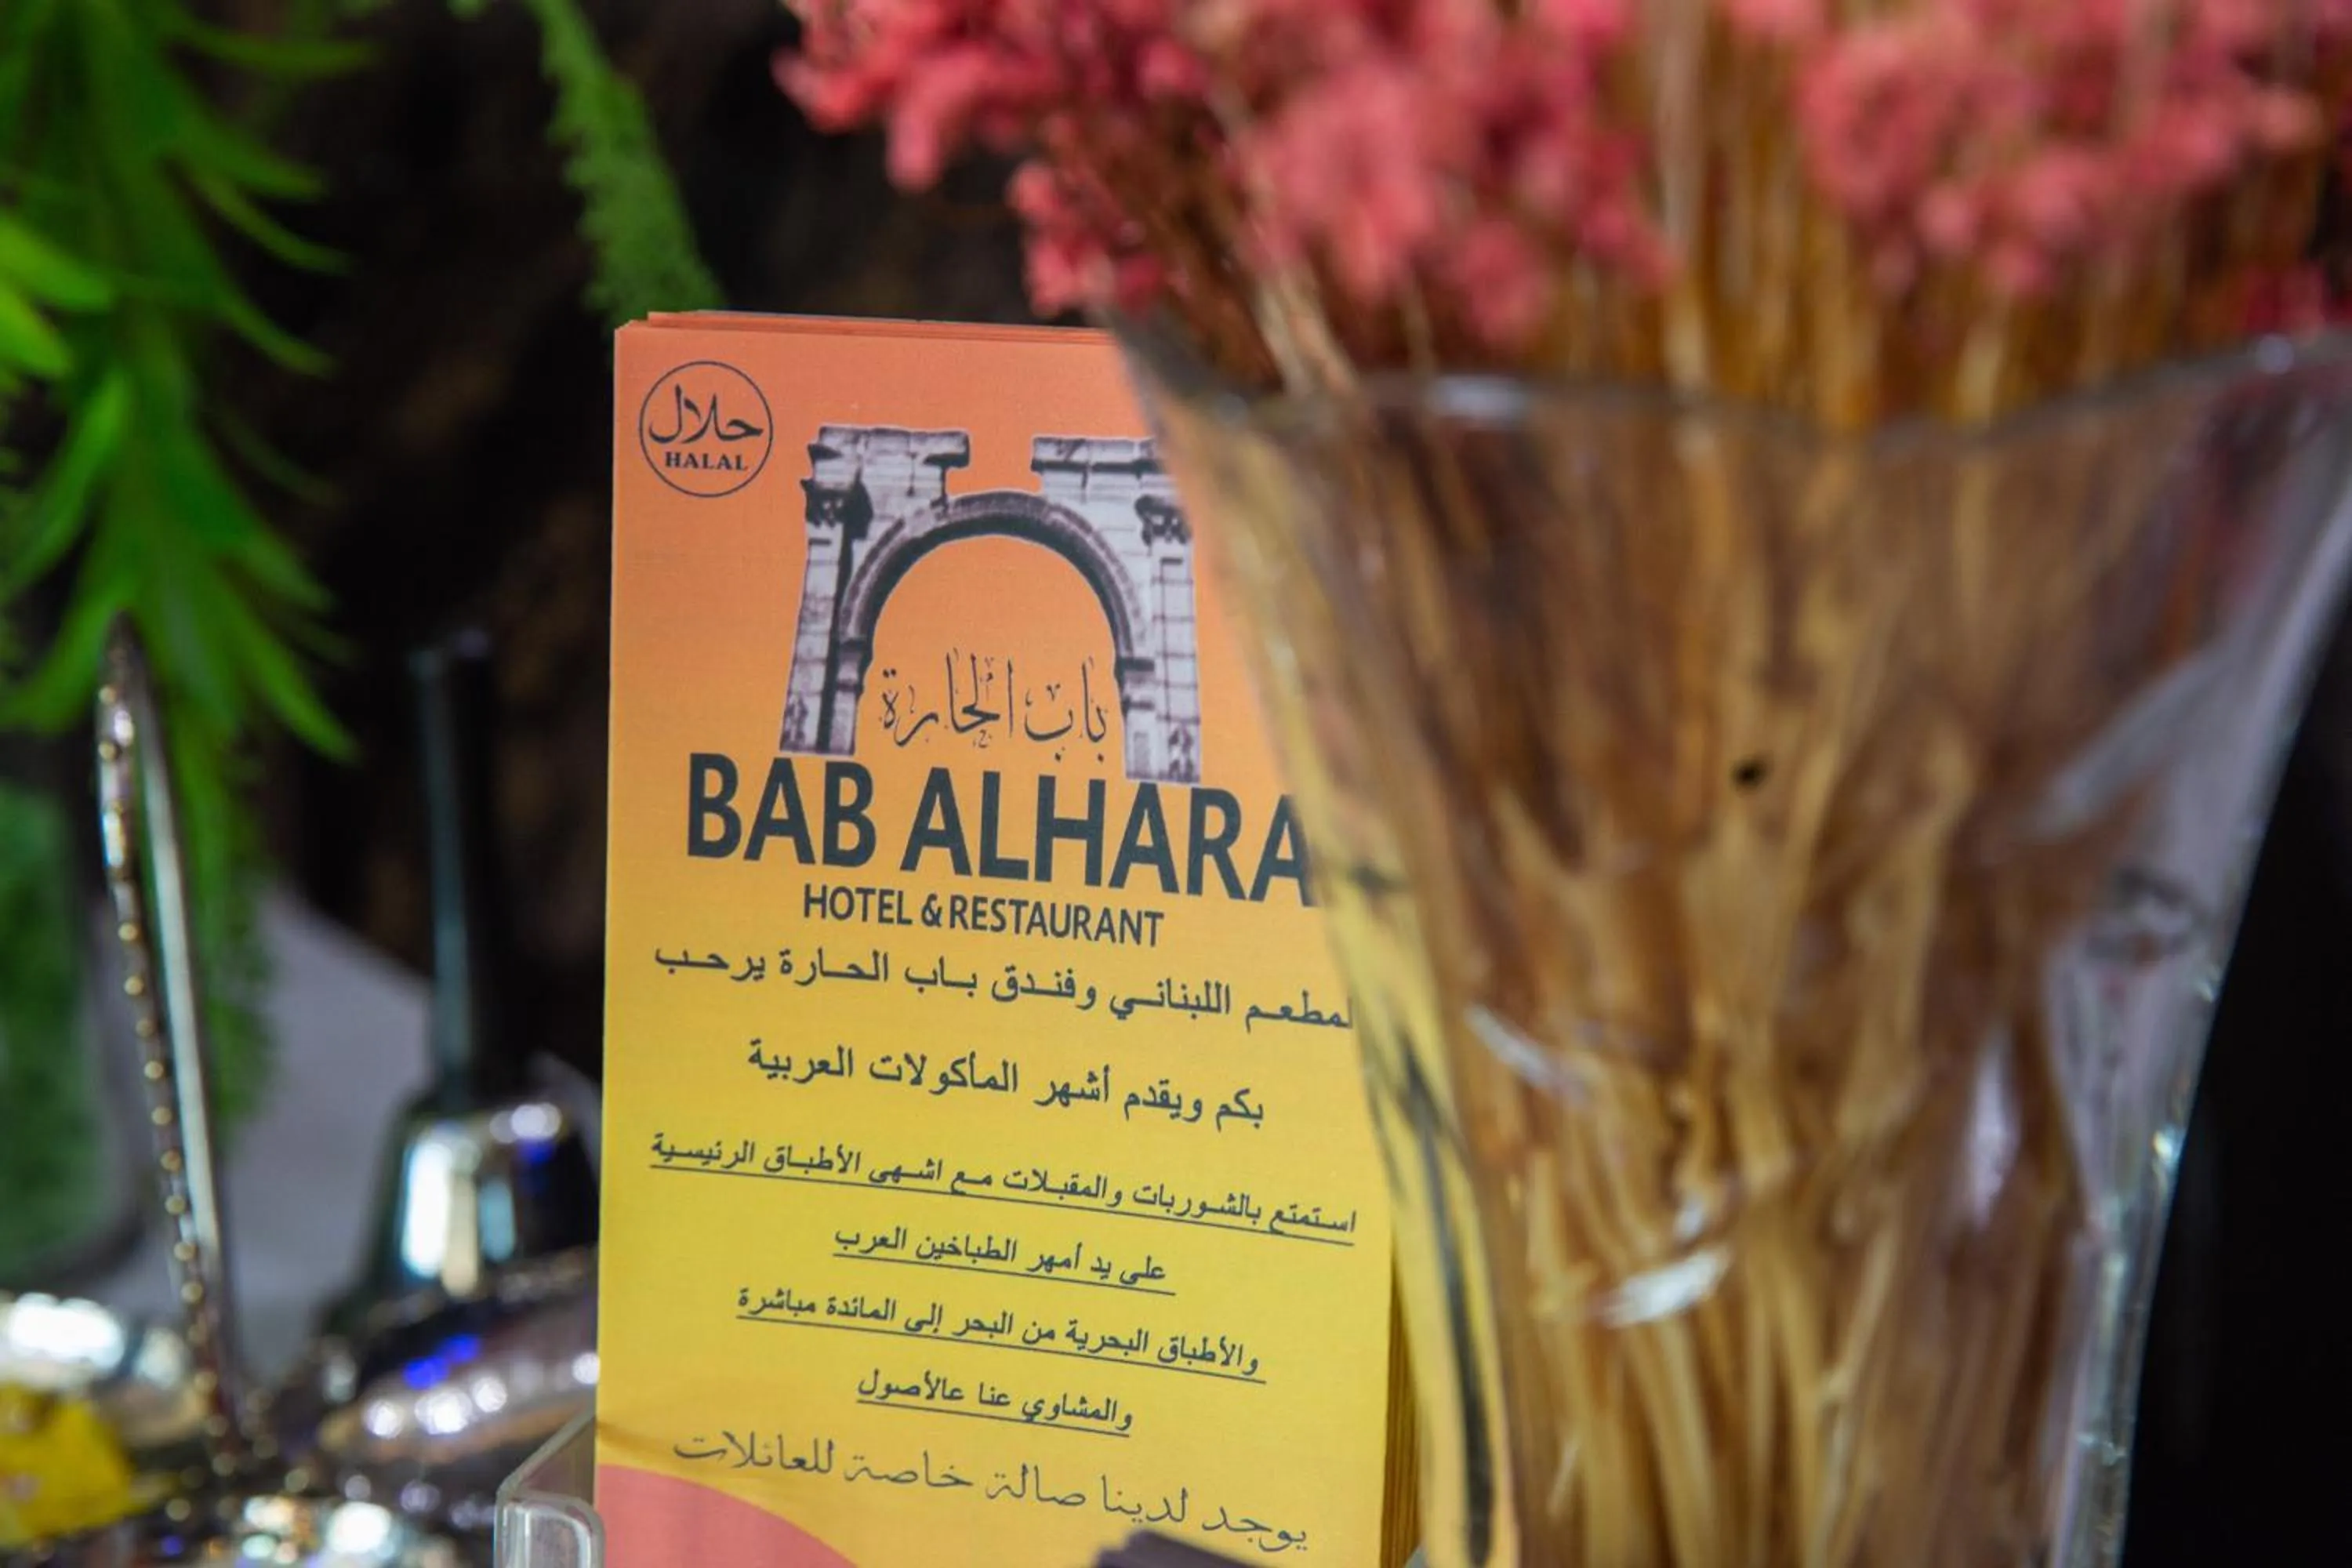 حلال
HALAL
باب الحارة
BAB ALHARA
HOTEL & RESTAURANT
لمطعم اللبناني وفندق باب الحارة يرحب
بكم ويقدم أشهر المأكولات العربية
استمتع بالشوربات والمقبلات مع اشهى الأطباق الرئيسية
على يد أمهر الطباخين العرب
والأطباق البحرية من البحر إلى المائدة مباشرة
والمشاوي عنا عالأصول
يوجد لدينا صالة خاصة للعائلات